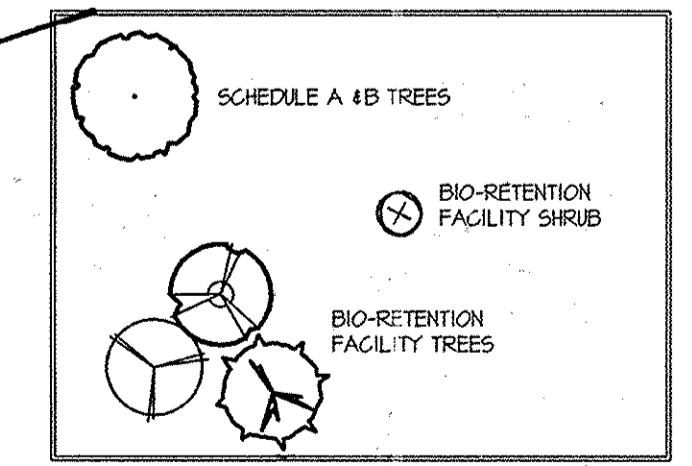 SCHEDULE A & B TREES
BIO-RETENTION
FACILITY SHRUB
BIO-RETENTION
FACILITY TREES